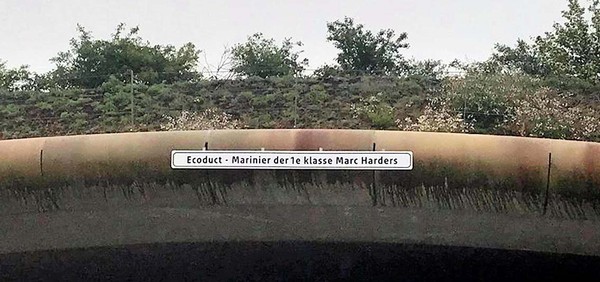 Ecoduct - Marinier der 1e klasse Marc Harders